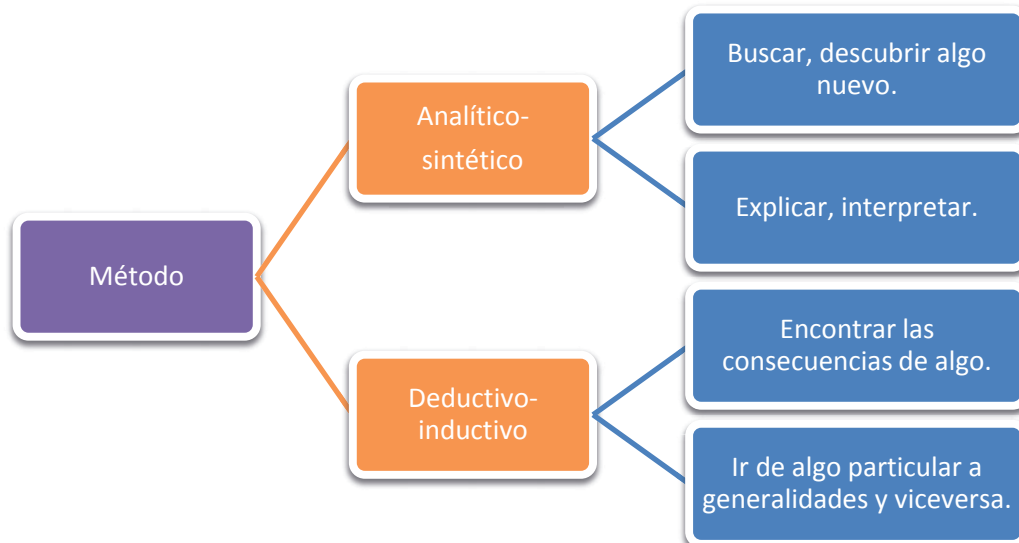 Método
Analítico-
sintético
Buscar, descubrir algo
nuevo.
Explicar, interpretar.
Deductivo-
inductivo
Encontrar las
consecuencias de algo.
Ir de algo particular a
generalidades y viceversa.